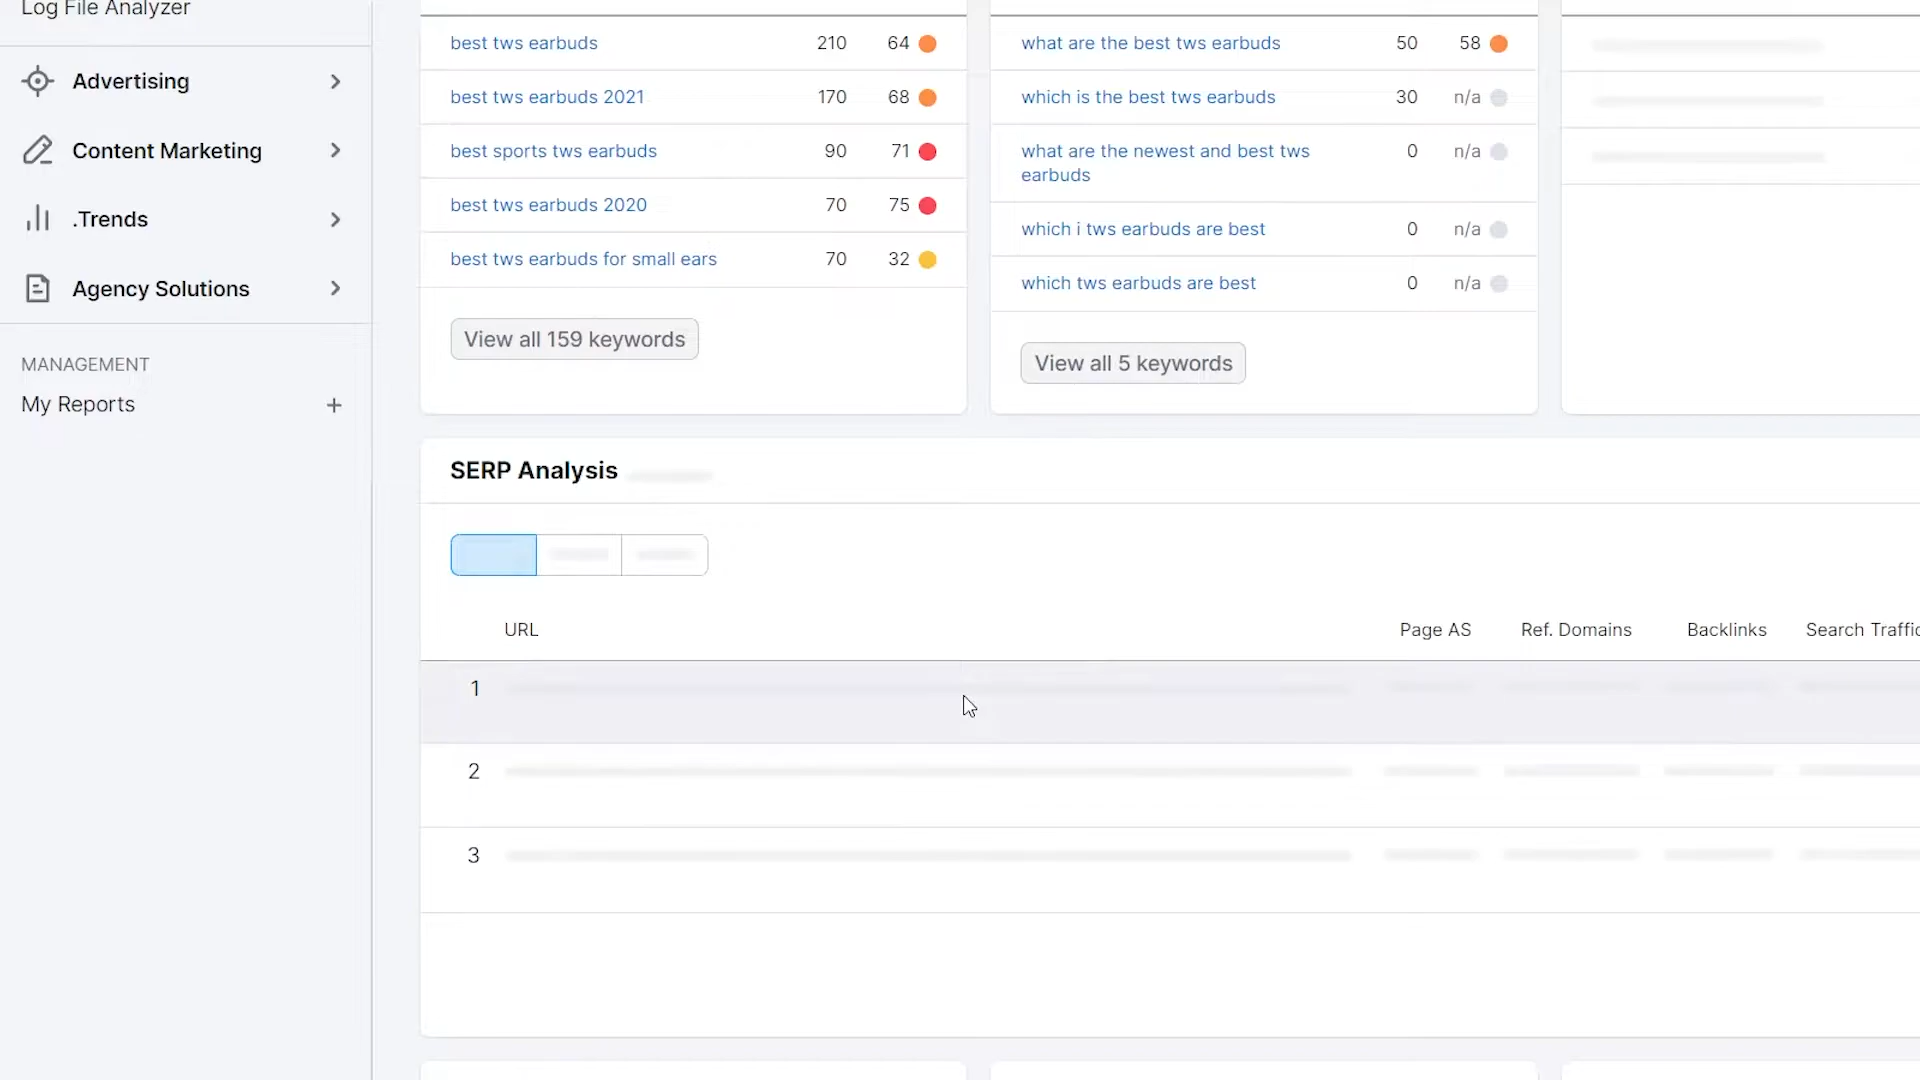 Log File Analyzer
Advertising
Content Marketing
.Trends
Agency Solutions
MANAGEMENT
My Reports
best tws earbuds 210 64
best tws earbuds 2021 170 68
best sports tws earbuds 90 71
best tws earbuds 2020 70 75
best tws earbuds for small ears 70 32
View all 159 keywords
what are the best tws earbuds 50 58
which is the best tws earbuds 30 n/a
what are the newest and best tws 0 n/a
earbuds
which i tws earbuds are best 0 n/a
which tws earbuds are best 0 n/a
View all 5 keywords
SERP Analysis
URL Page AS Ref. Domains Backlinks Search Traffic
1
2
3